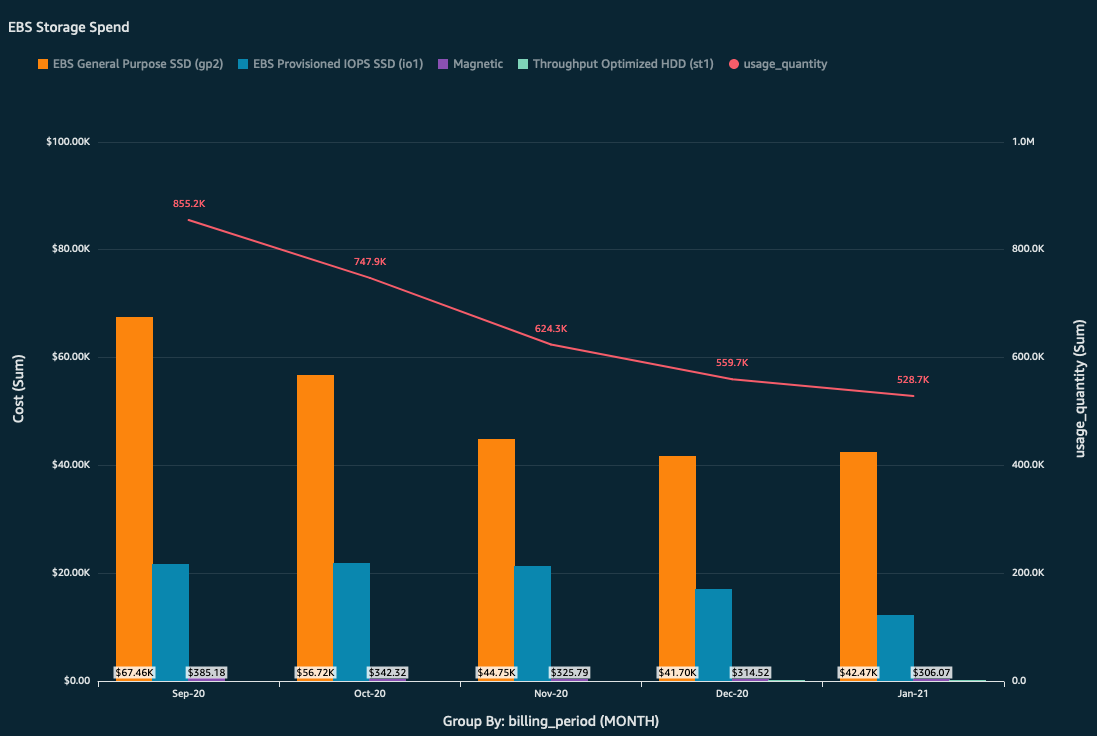 EBS Storage Spend
EBS General Purpose SSD (gp2) EBS Provisioned IOPS SSD (io1) Magnetic Throughput Optimized HDD (st1) usage_quantity
$100.00K 1.0M
855.2K
$80.00K 800.0K
747.9K
624.3K
$60.00K 600.0K
559.7K
528.7K
Cost (Sum)
usage_quantity (Sum)
$40.00K 400.0K
$20.00K 200.0K
$67.46K $385.18 $56.72K $342.32 $44.75K $325.79 $41.70K $314.52 $42.47K $306.07
$0.00 0.0
Sep-20 Oct-20 Nov-20 Dec-20 Jan-21
Group By: billing_period (MONTH)